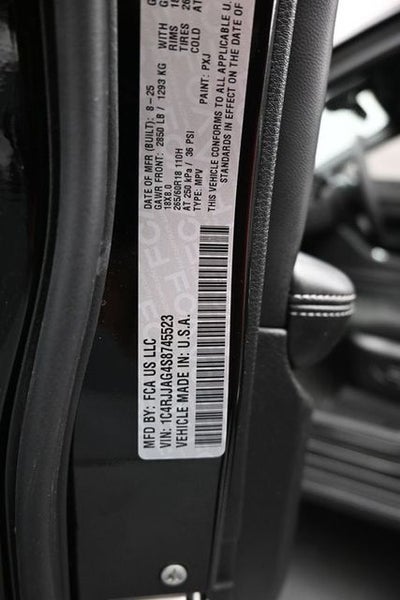 MFD BY: FCA US LLC
VIN: 1C4RJJAG4S8745523
VEHICLE MADE IN: U.S.A.
DATE OF MFR (BUILT): 8-25
GAWR FRONT: 2850 LB / 1293 KG WITH
18X8.0 RIMS
265/60R18 110H TIRES
AT 250 kPa / 36 PSI COLD
TYPE: MPV PAINT: PXJ
THIS VEHICLE CONFORMS TO ALL APPLICABLE U.
STANDARDS IN EFFECT ON THE DATE OF